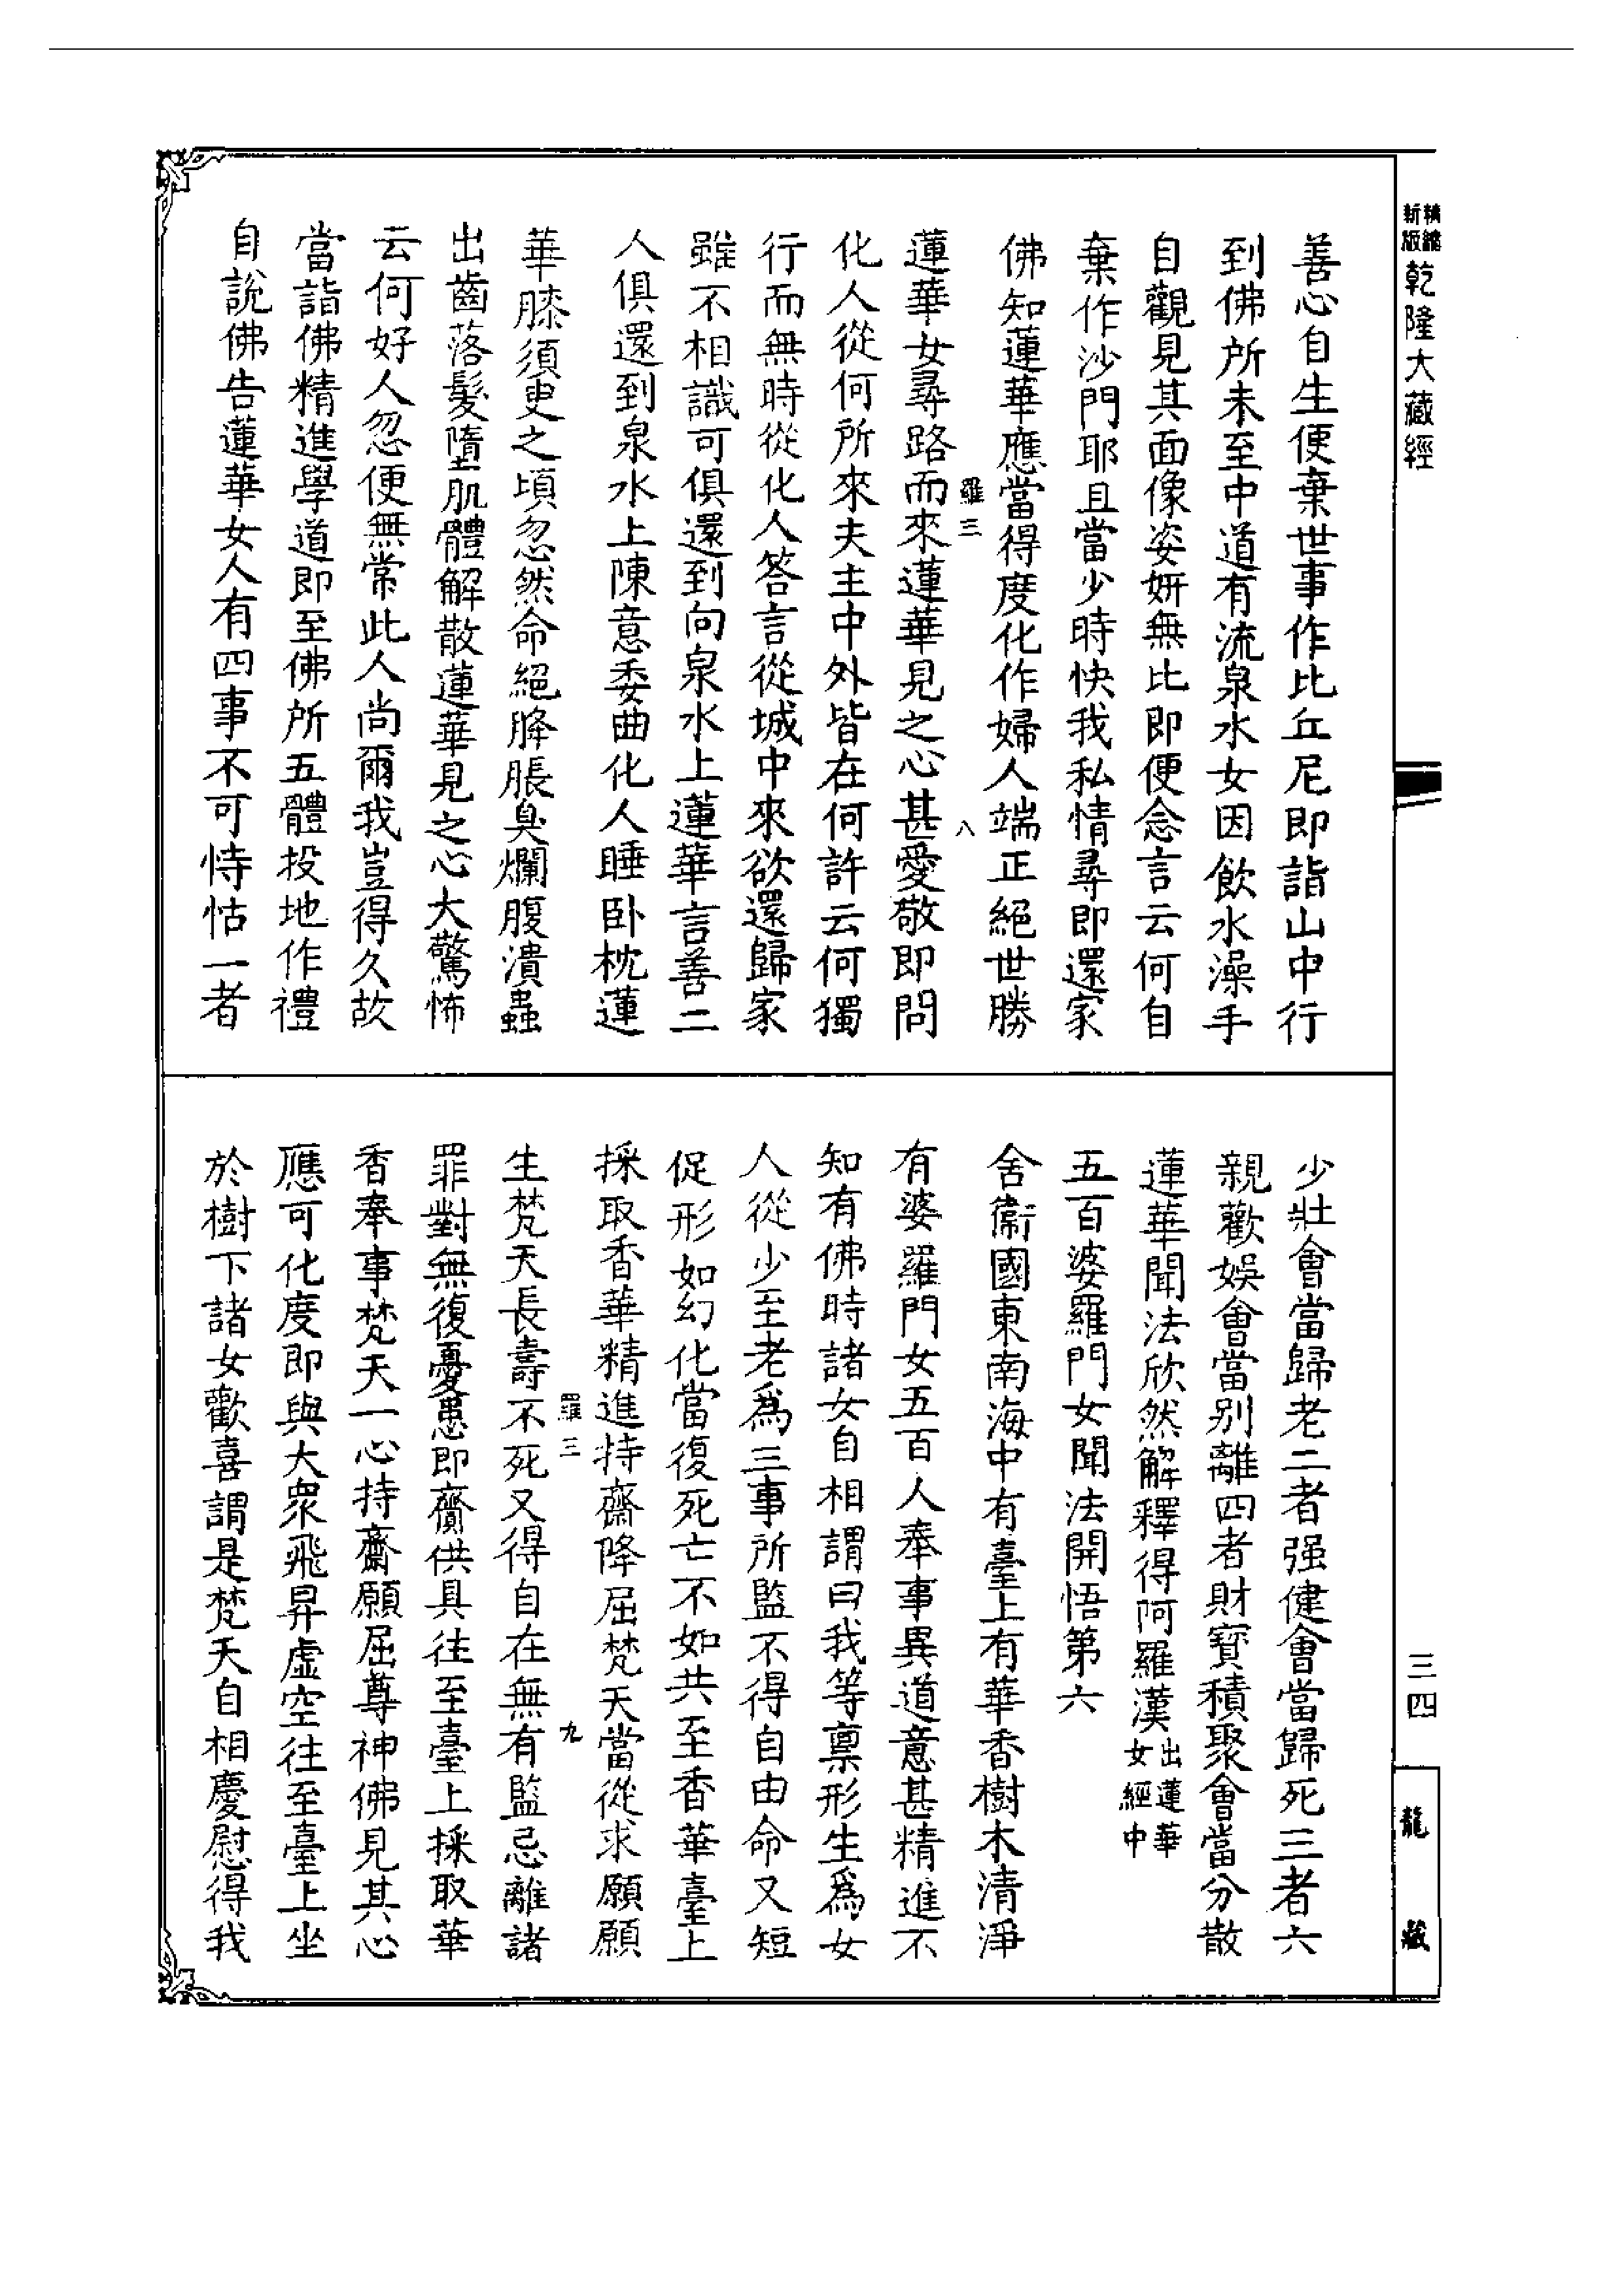 精縮新版乾隆大藏經
善心自生便棄世事作比丘尼即詣山中行
到佛所未至中道有流泉水女因飲水澡手
自觀見其面像姿妍無比即便念言云何自
棄作沙門耶且當少時快我私情尋即還家
佛知蓮華應當得度化作婦人端正絕世勝
羅三 八
蓮華女尋路而來蓮華見之心甚愛敬即問
化人從何所來夫主中外皆在何許云何獨
行而無時從化人答言從城中來欲還歸家
雖不相識可俱還到向泉水上蓮華言善二
人俱還到泉水上陳意委曲化人睡卧枕蓮
華膝須臾之頃忽然命絕胮脹臭爛腹潰蟲
出齒落髮墮肌體解散蓮華見之心大驚怖
云何好人忽便無常此人尚爾我豈得久故
當詣佛精進學道即至佛所五體投地作禮
自說佛告蓮華女人有四事不可恃怙一者
少壯會當歸老二者强健會當歸死三者六
親歡娛會當別離四者財寶積聚會當分散
蓮華聞法欣然解釋得阿羅漢出蓮華女經中
五百婆羅門女聞法開悟第六
舍衞國東南海中有臺上有華香樹木清淨
有婆羅門女五百人奉事異道意甚精進不
知有佛時諸女自相謂曰我等禀形生爲女
人從少至老爲三事所監不得自由命又短
促形如幻化當復死亡不如共至香華臺上
採取香華精進持齋降屈梵天當從求願願
羅三 九
生梵天長壽不死又得自在無有監忌離諸
罪對無復憂患即齎供具往至臺上採取華
香奉事梵天一心持齋願屈尊神佛見其心
應可化度即與大衆飛昇虛空往至臺上坐
於樹下諸女歡喜謂是梵天自相慶慰得我
三四
龍藏